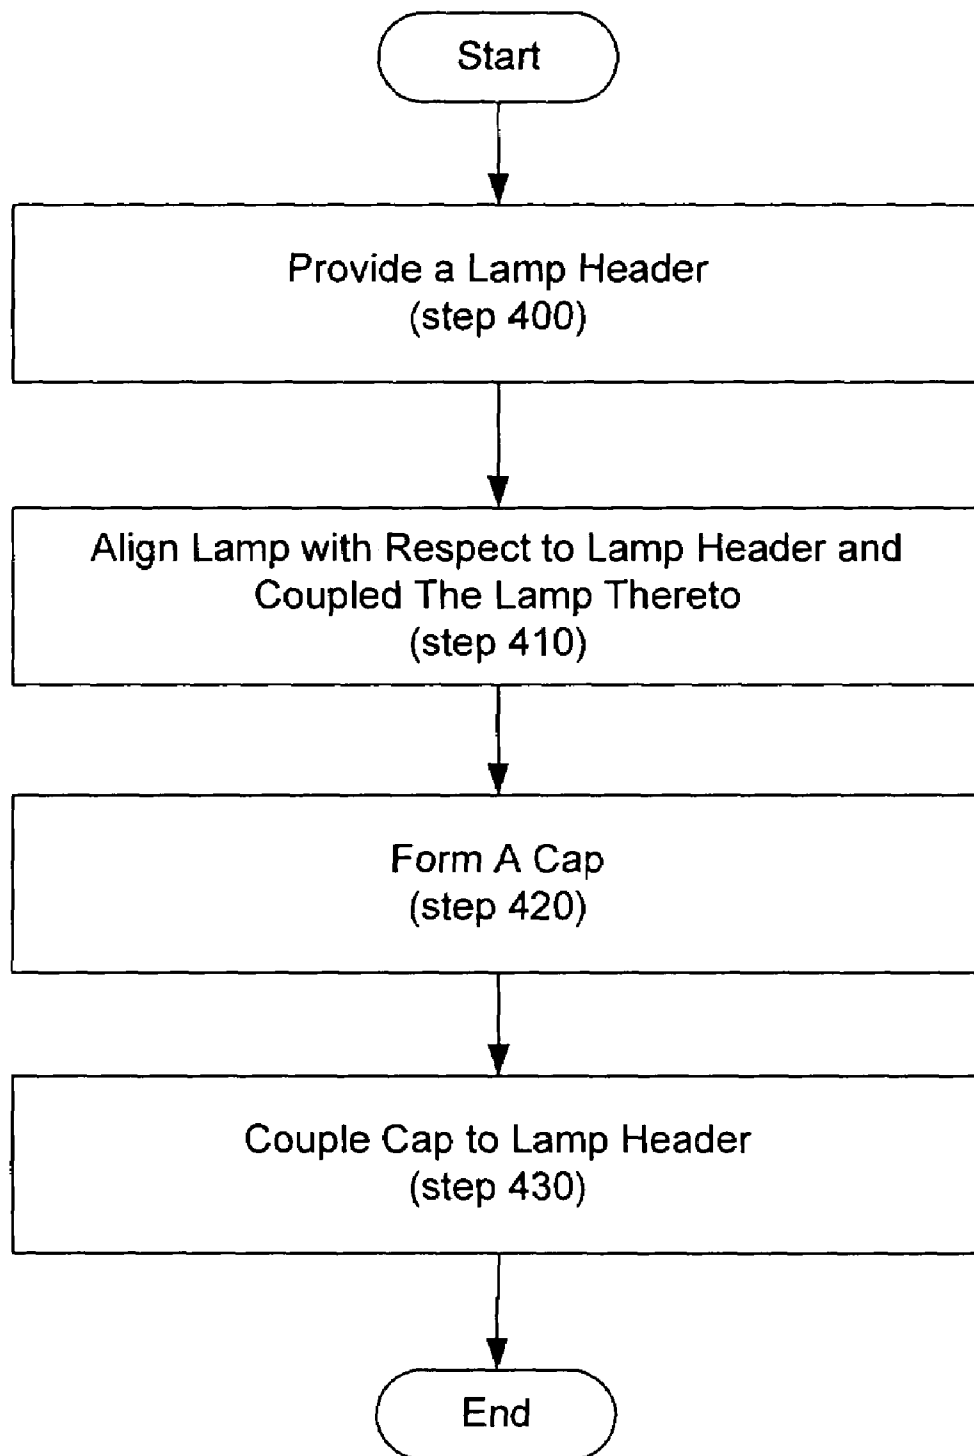 Start
Provide a Lamp Header
(step 400)
Align Lamp with Respect to Lamp Header and
Coupled The Lamp Thereto
(step 410)
Form A Cap
(step 420)
Couple Cap to Lamp Header
(step 430)
End